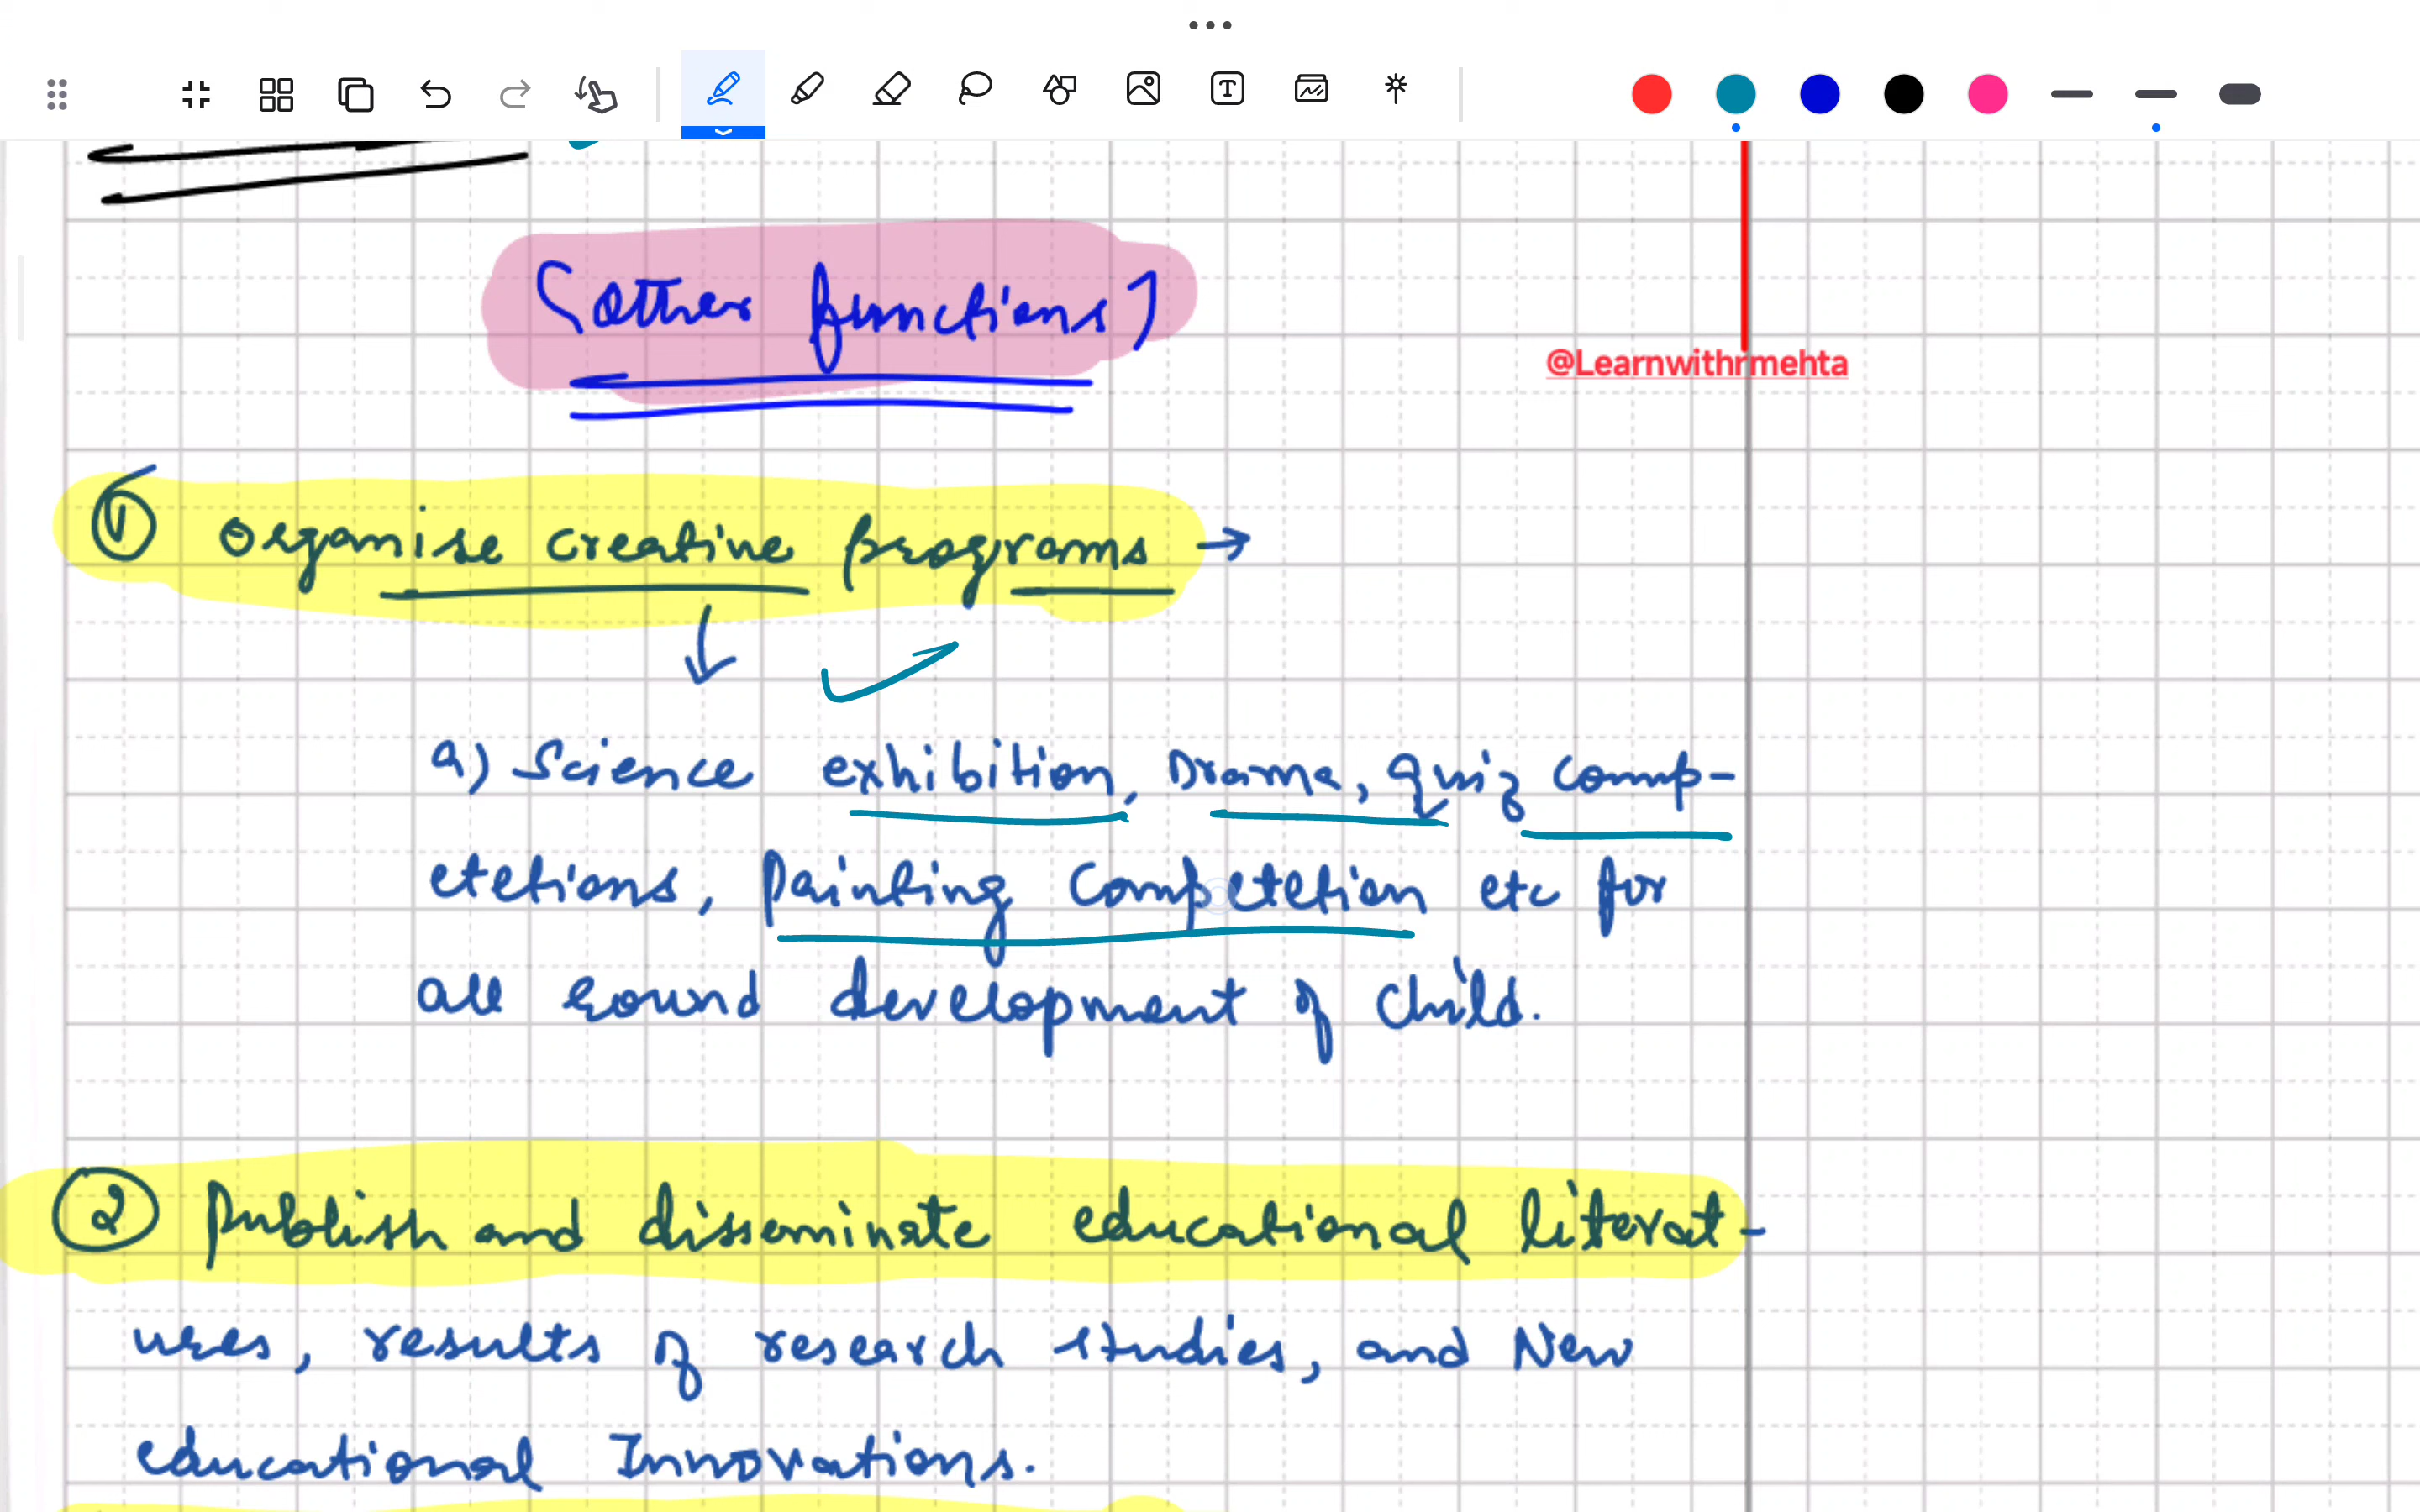 {Other functions}
@Learnwithrmehta
① Organise creative programs →
a) Science exhibition, Drama, Quiz comp-
etetions, Painting Competetion etc for
all round development of child.
② Publish and disseminate educational literat-
ures, results of research studies, and New
educational Innovations.